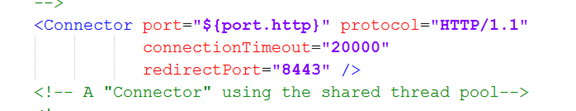 -->
<Connector port="${port.http}" protocol="HTTP/1.1"
connectionTimeout="20000"
redirectPort="8443" />
<!-- A "Connector" using the shared thread pool-->